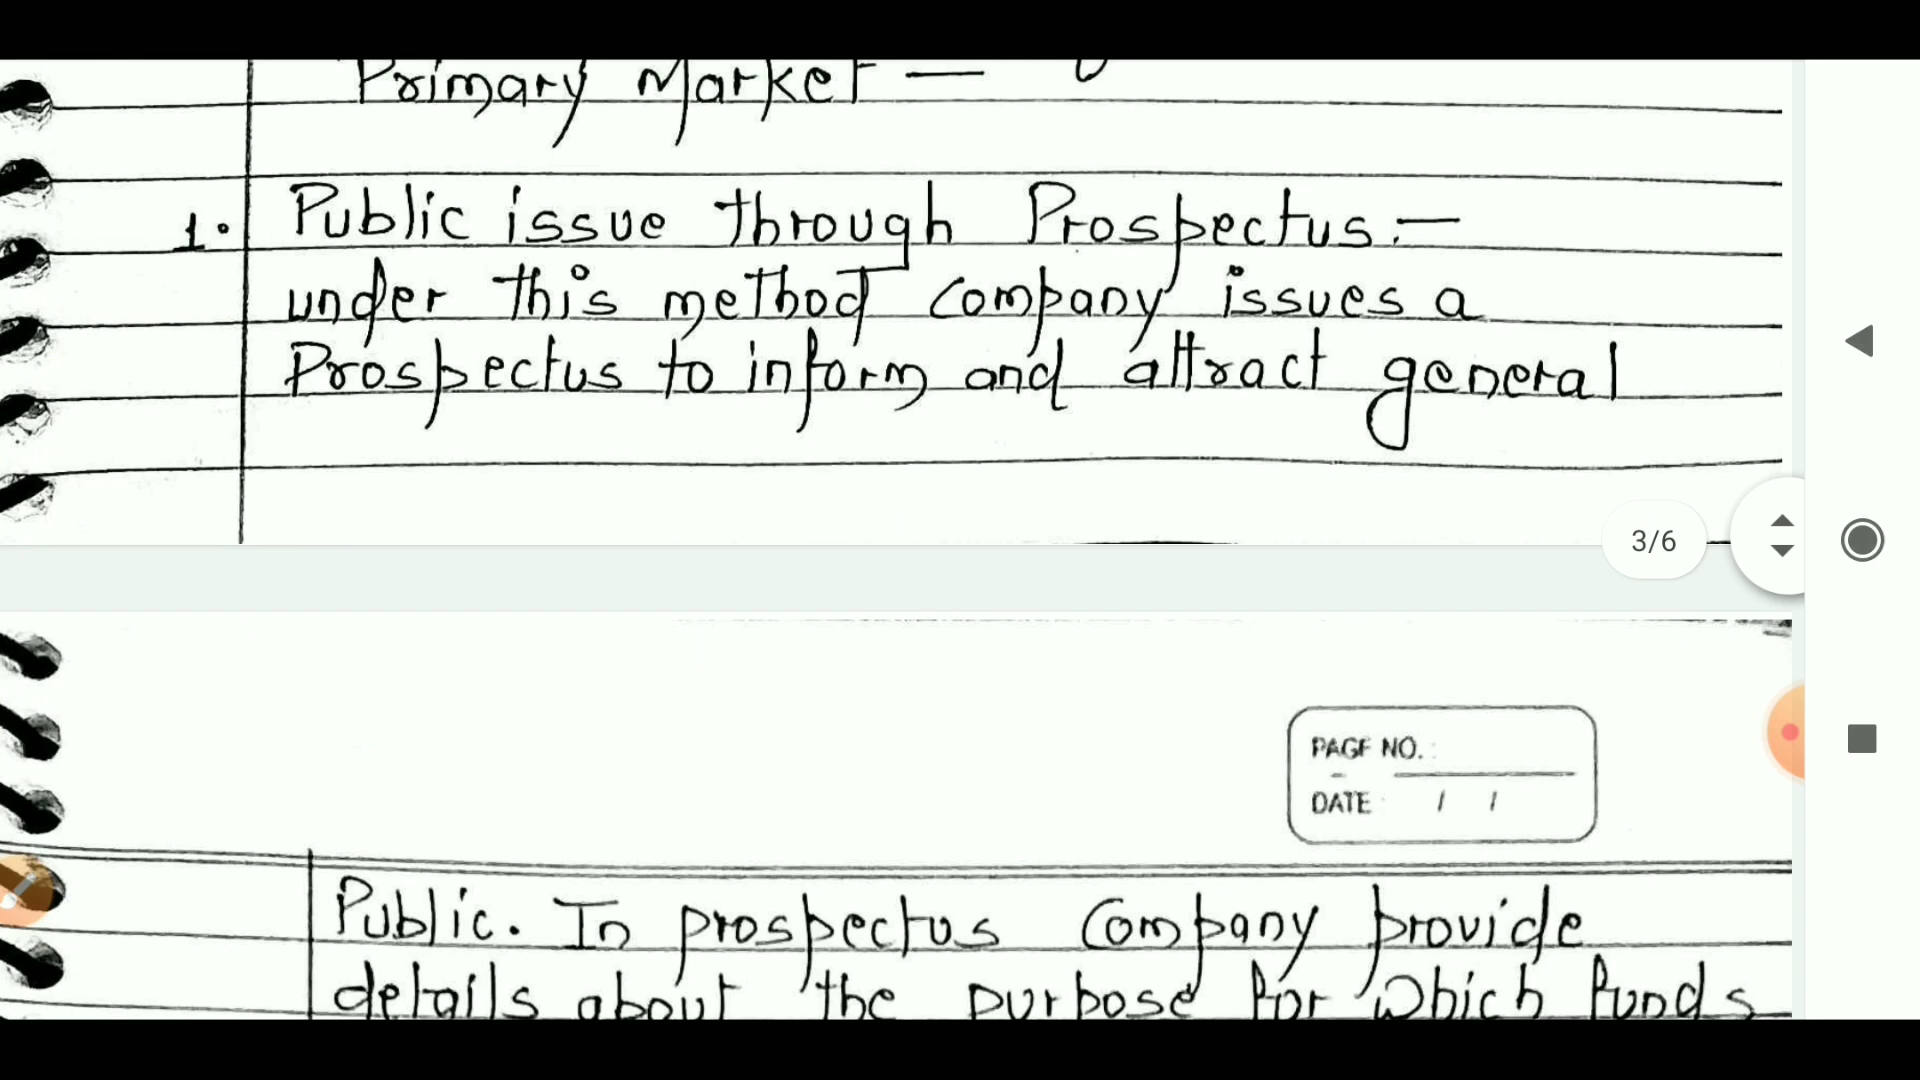 Primary Market —
1. Public issue through Prospectus:-
under this method Company issues a
Prospectus to inform and attract general
3/6
PAGE NO.:
DATE / /
Public. In prospectus Company provide
details about the purpose for which funds